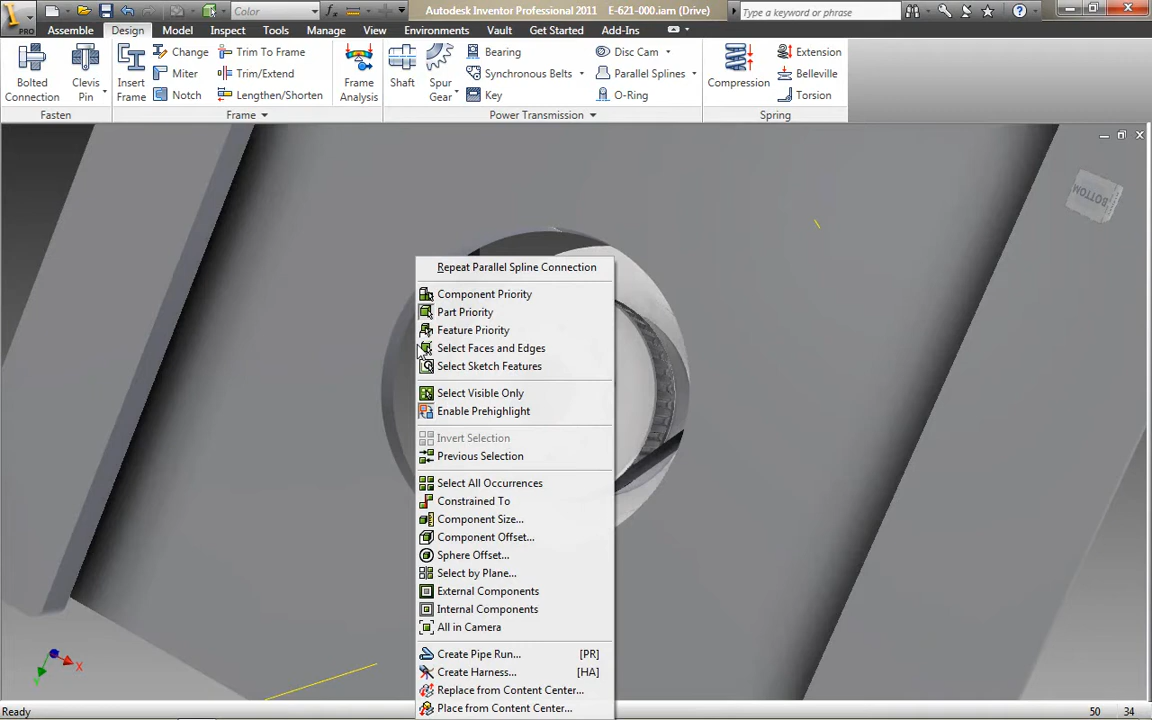 PRO
Color
Autodesk Inventor Professional 2011 E-621-000.iam (Drive)
Type a keyword or phrase
Assemble Design Model Inspect Tools Manage View Environments Vault Get Started Add-Ins
Bolted Connection
Clevis Pin
Insert Frame
Change
Miter
Notch
Trim To Frame
Trim/Extend
Lengthen/Shorten
Frame Analysis
Shaft
Spur Gear
Bearing
Synchronous Belts
Key
Disc Cam
Parallel Splines
O-Ring
Compression
Extension
Belleville
Torsion
Fasten Frame Power Transmission Spring
BOTTOM
Repeat Parallel Spline Connection
Component Priority
Part Priority
Feature Priority
Select Faces and Edges
Select Sketch Features
Select Visible Only
Enable Prehighlight
Invert Selection
Previous Selection
Select All Occurrences
Constrained To
Component Size...
Component Offset...
Sphere Offset...
Select by Plane...
External Components
Internal Components
All in Camera
Create Pipe Run... [PR]
Create Harness... [HA]
Replace from Content Center...
Place from Content Center...
X
Y
Ready 50 34